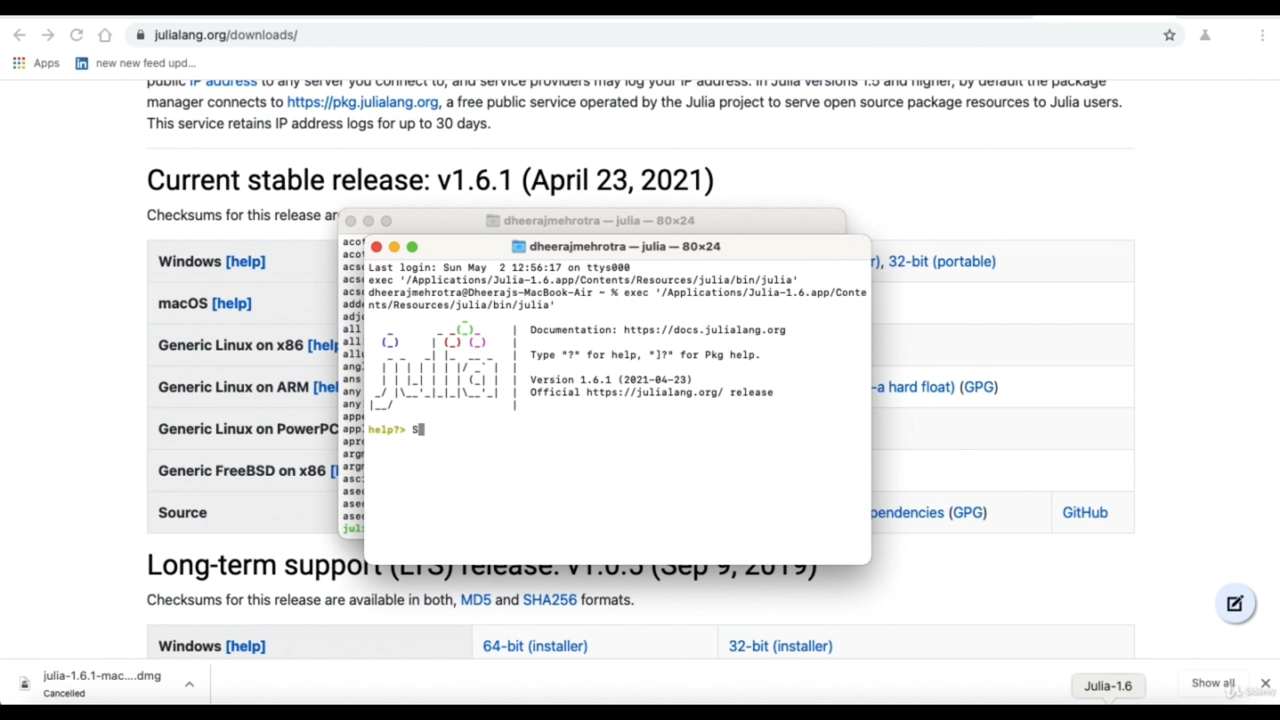 julialang.org/downloads/
Apps new new feed upd...
public IP address to any server you connect to, and service providers may log your IP address. In Julia versions 1.5 and higher, by default the package
manager connects to https://pkg.julialang.org, a free public service operated by the Julia project to serve open source package resources to Julia users.
This service retains IP address logs for up to 30 days.
Current stable release: v1.6.1 (April 23, 2021)
Checksums for this release are
dheerajmehrotra — julia — 80×24
dheerajmehrotra — julia — 80×24
Last login: Sun May  2 12:56:17 on ttys000
exec '/Applications/Julia-1.6.app/Contents/Resources/julia/bin/julia'
dheerajmehrotra@Dheerajs-MacBook-Air ~ % exec '/Applications/Julia-1.6.app/Conte
nts/Resources/julia/bin/julia'
Documentation: https://docs.julialang.org
Type "?" for help, "]?" for Pkg help.
Version 1.6.1 (2021-04-23)
Official https://julialang.org/ release
help?> S
Windows [help]
32-bit (portable)
macOS [help]
Generic Linux on x86 [help
Generic Linux on ARM [hel
-a hard float) (GPG)
Generic Linux on PowerPC
Generic FreeBSD on x86 [
Source
pendencies (GPG)
GitHub
Long-term support (LTS) release: v1.0.5 (Sep 9, 2019)
Checksums for this release are available in both, MD5 and SHA256 formats.
Windows [help] 64-bit (installer) 32-bit (installer)
julia-1.6.1-mac....dmg
Cancelled
Julia-1.6
Show all
Udemy